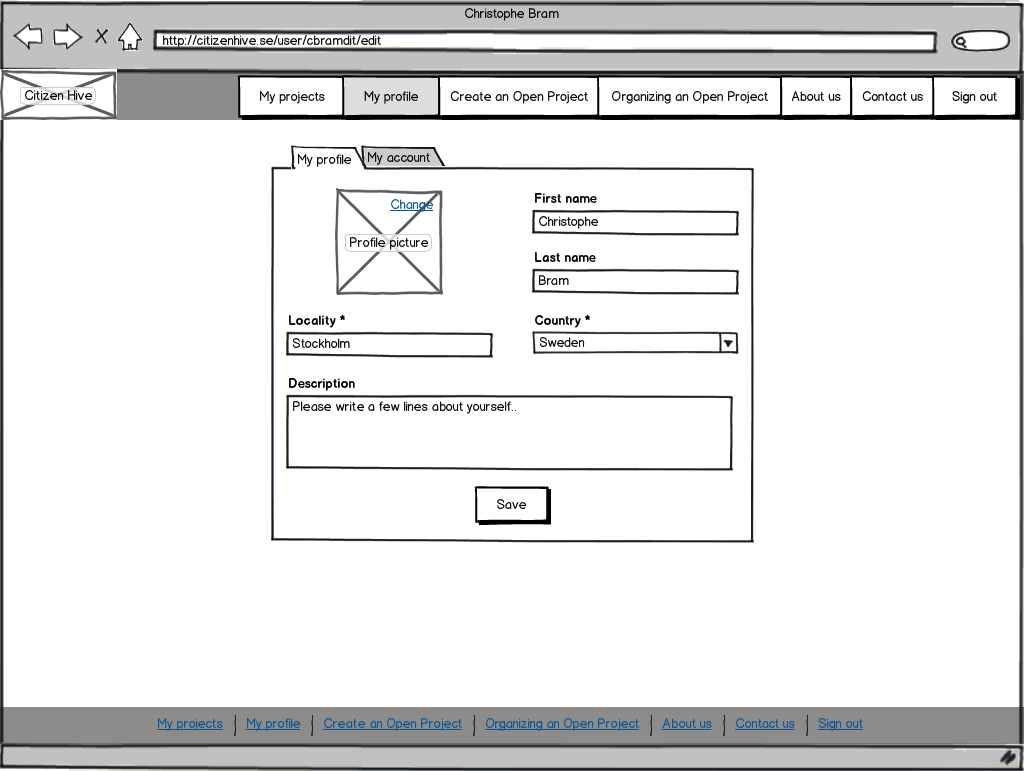 Christophe Bram
http://citizenhive.se/user/cbramdit/edit
Citizen Hive
My projects
My profile
Create an Open Project
Organizing an Open Project
About us
Contact us
Sign out
My profile
My account
Change
Profile picture
First name
Christophe
Last name
Bram
Locality *
Stockholm
Country *
Sweden
Description
Please write a few lines about yourself..
Save
My projects
My profile
Create an Open Project
Organizing an Open Project
About us
Contact us
Sign out